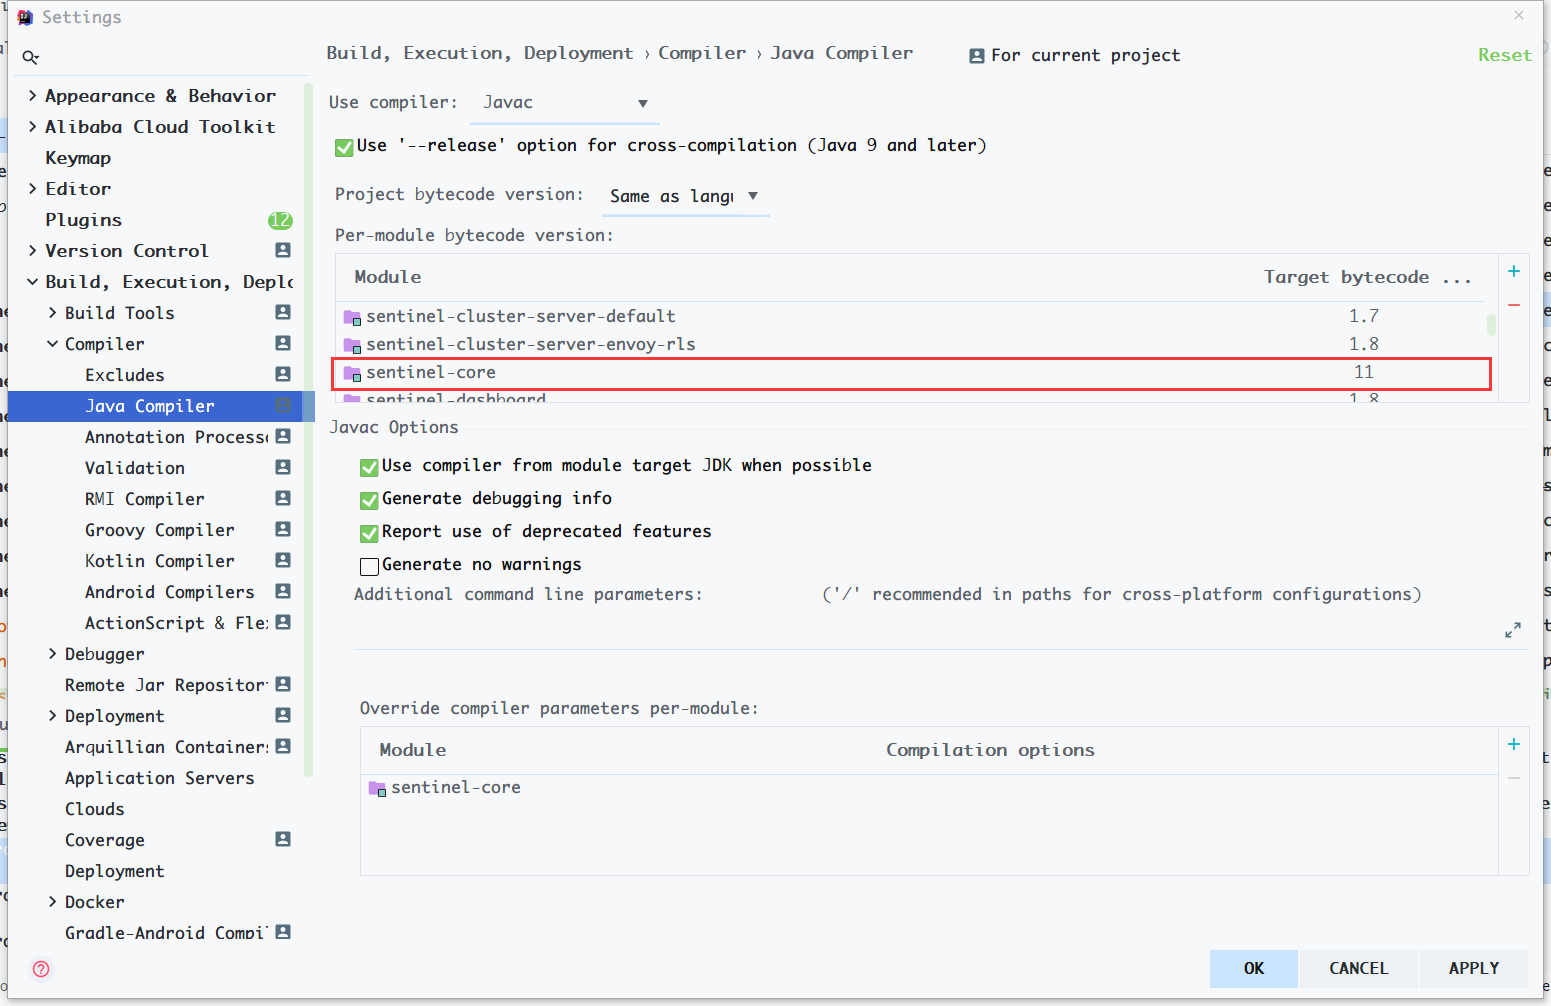 Settings
Build, Execution, Deployment › Compiler › Java Compiler
For current project
Reset
Appearance & Behavior
Alibaba Cloud Toolkit
Keymap
Editor
Plugins 12
Version Control
Build, Execution, Deplo
Build Tools
Compiler
Excludes
Java Compiler
Annotation Processo
Validation
RMI Compiler
Groovy Compiler
Kotlin Compiler
Android Compilers
ActionScript & Flex
Debugger
Remote Jar Repositor
Deployment
Arquillian Containers
Application Servers
Clouds
Coverage
Deployment
Docker
Gradle-Android Compil
Use compiler: Javac
Use '--release' option for cross-compilation (Java 9 and later)
Project bytecode version: Same as langu
Per-module bytecode version:
Module Target bytecode ...
sentinel-cluster-server-default 1.7
sentinel-cluster-server-envoy-rls 1.8
sentinel-core 11
sentinel-dashboard 1.8
Javac Options
Use compiler from module target JDK when possible
Generate debugging info
Report use of deprecated features
Generate no warnings
Additional command line parameters: ('/' recommended in paths for cross-platform configurations)
Override compiler parameters per-module:
Module Compilation options
sentinel-core
OK CANCEL APPLY